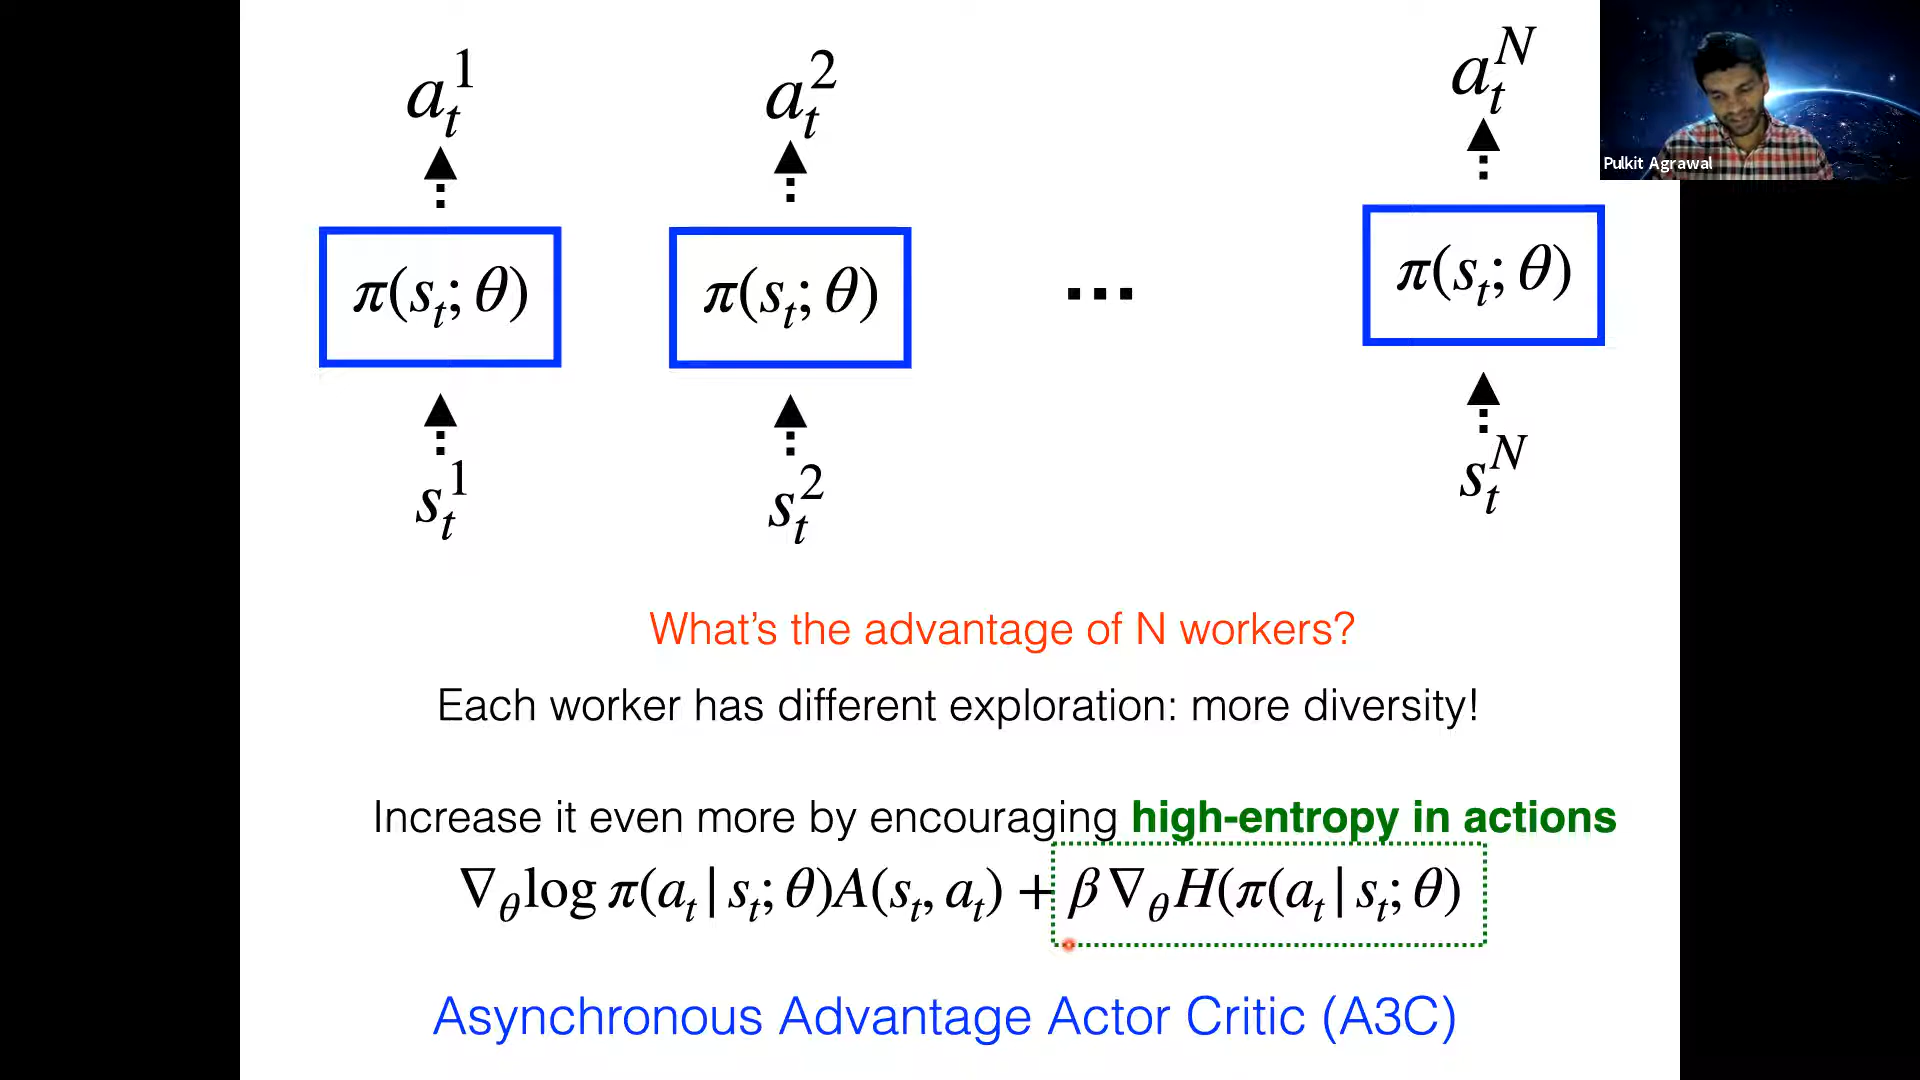 a_t^1 a_t^2 a_t^N
Pulkit Agrawal
π(s_t; θ) π(s_t; θ) ... π(s_t; θ)
s_t^1 s_t^2 s_t^N
What's the advantage of N workers?
Each worker has different exploration: more diversity!
Increase it even more by encouraging high-entropy in actions
∇_θ log π(a_t | s_t; θ)A(s_t, a_t) + β ∇_θ H(π(a_t | s_t; θ)
Asynchronous Advantage Actor Critic (A3C)